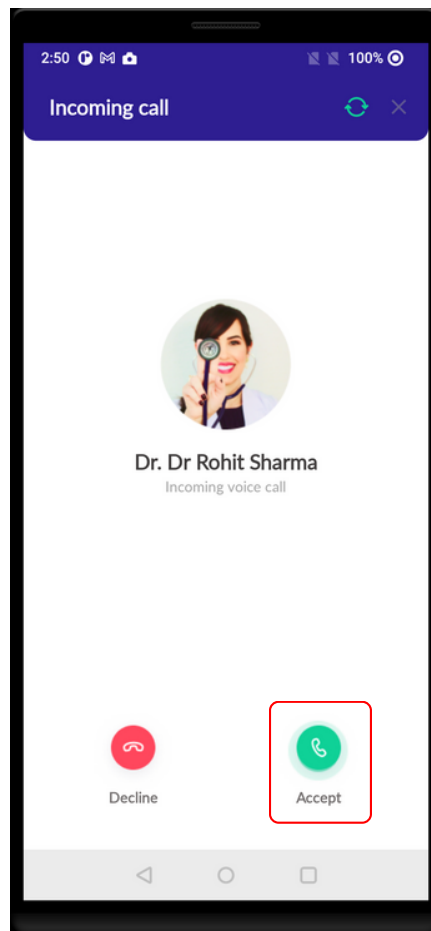 2:50 100%
Incoming call
Dr. Dr Rohit Sharma
Incoming voice call
Decline Accept